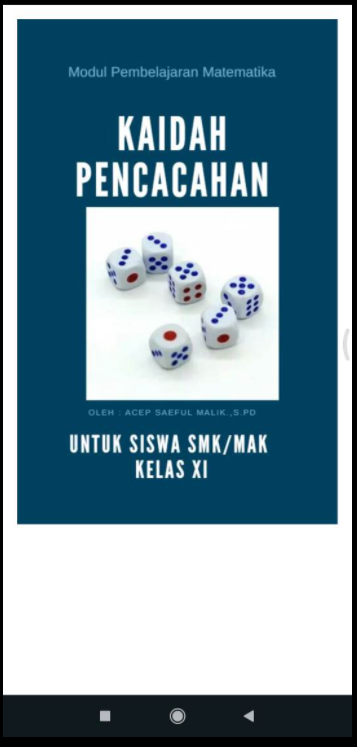 Modul Pembelajaran Matematika
KAIDAH
PENCACAHAN
OLEH : ACEP SAEFUL MALIK.,S.PD
UNTUK SISWA SMK/MAK
KELAS XI